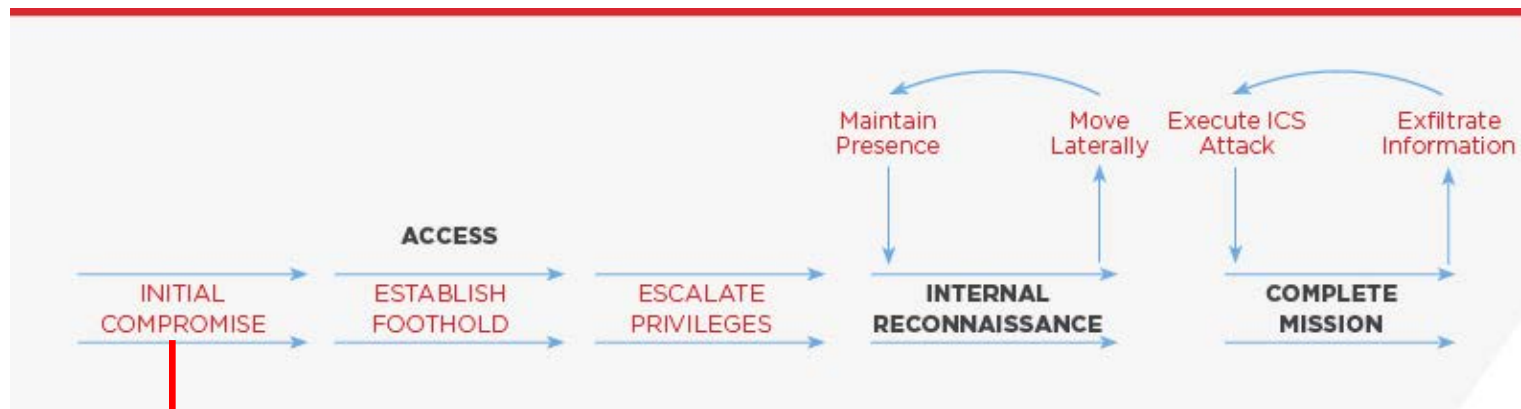 Maintain
Presence
Move
Laterally
Execute ICS
Attack
Exfiltrate
Information
ACCESS
INITIAL
COMPROMISE
ESTABLISH
FOOTHOLD
ESCALATE
PRIVILEGES
INTERNAL
RECONNAISSANCE
COMPLETE
MISSION